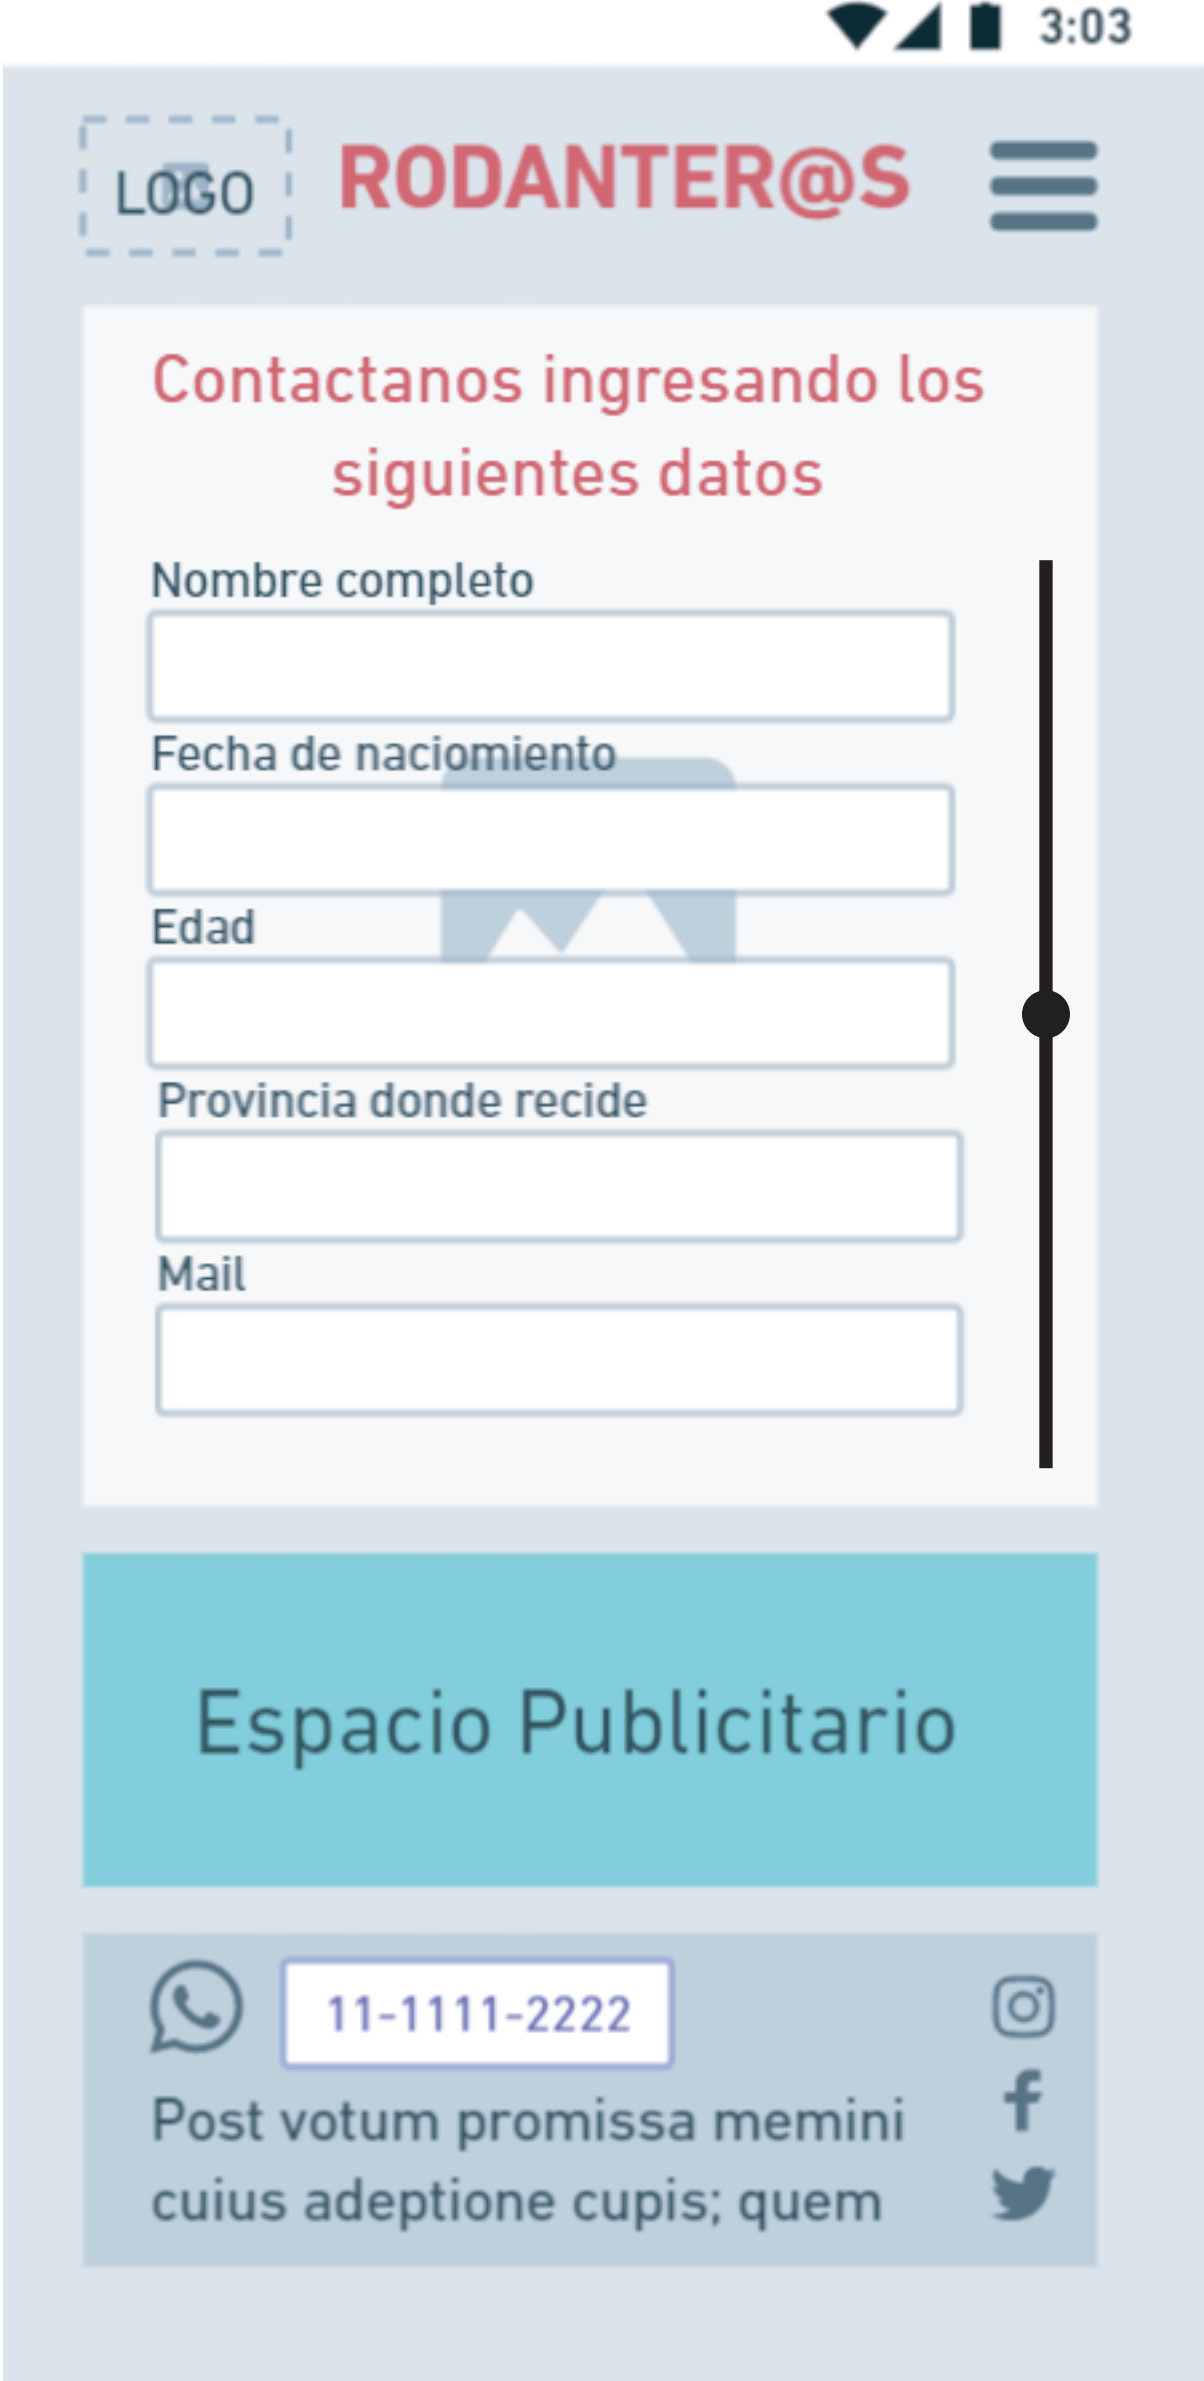 3:03
LOGO
RODANTER@S
Contactanos ingresando los
siguientes datos
Nombre completo
Fecha de naciomiento
Edad
Provincia donde recide
Mail
Espacio Publicitario
11-1111-2222
Post votum promissa memini
cuius adeptione cupis; quem